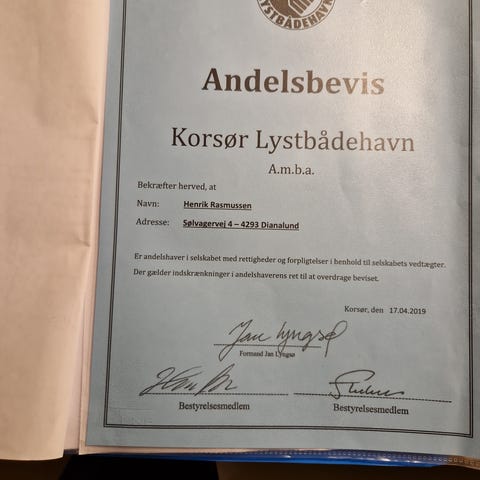 LYSTBÅDEHAVN
Andelsbevis
Korsør Lystbådehavn
A.m.b.a.
Bekræfter herved, at
Navn: Henrik Rasmussen
Adresse: Sølvagervej 4 – 4293 Dianalund
Er andelshaver i selskabet med rettigheder og forpligtelser i henhold til selskabets vedtægter.
Der gælder indskrænkninger i andelshaverens ret til at overdrage beviset.
Korsør, den 17.04.2019
Jan Lyngsø
Formand Jan Lyngsø
Bestyrelsesmedlem Bestyrelsesmedlem